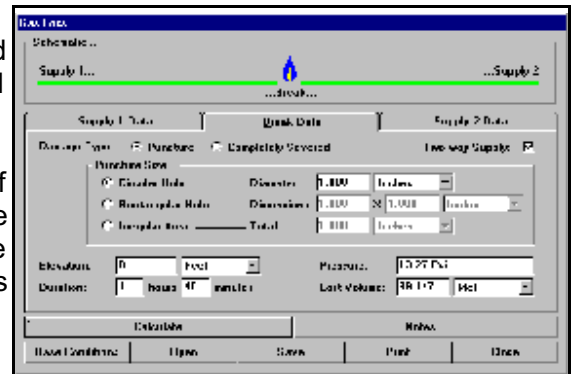 Schematic...
Supply 1... ...Supply 2
...Break...
Supply 1 Data Break Data Supply 2 Data
Damage Type: Puncture Completely Severed Two way Supply:
Puncture Size
Circular Hole Diameter 1.000 Inches
Rectangular Hole Dimensions 1.000 X 1.000 Inches
Irregular Area Total 1.000 Inches
Elevation: 0 Feet Pressure:
Duration: 1 hours minutes Lost Volume: Mcf
Calculate Notes
Base Conditions Open Save Print Close